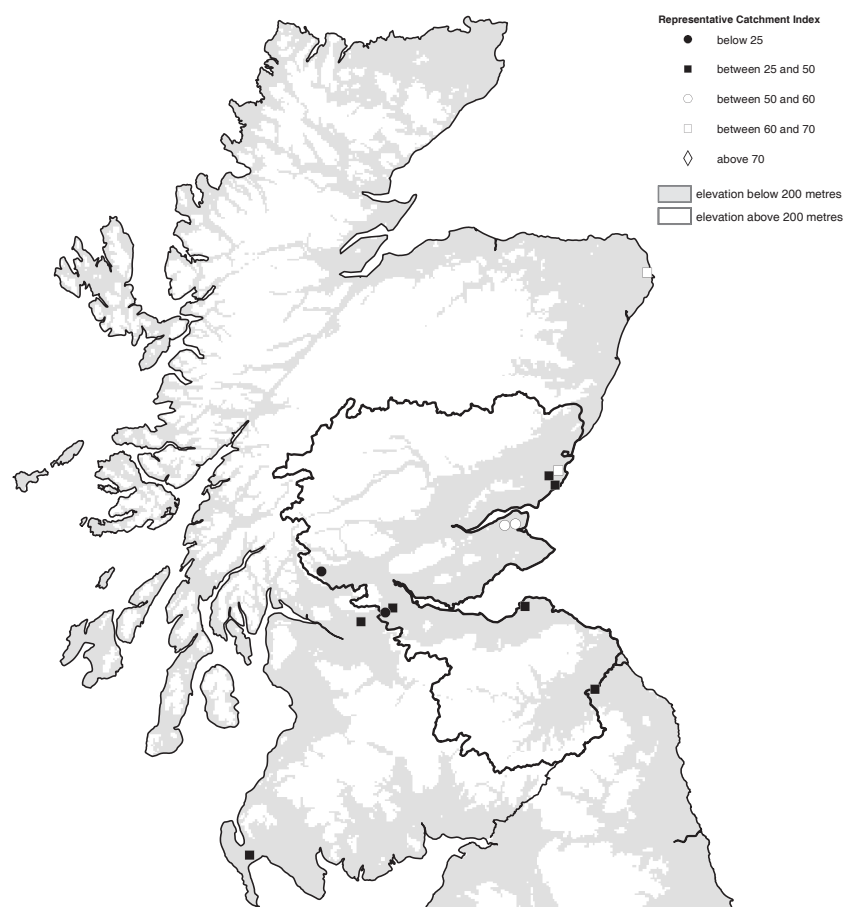 Representative Catchment Index
below 25
between 25 and 50
between 50 and 60
between 60 and 70
above 70
elevation below 200 metres
elevation above 200 metres